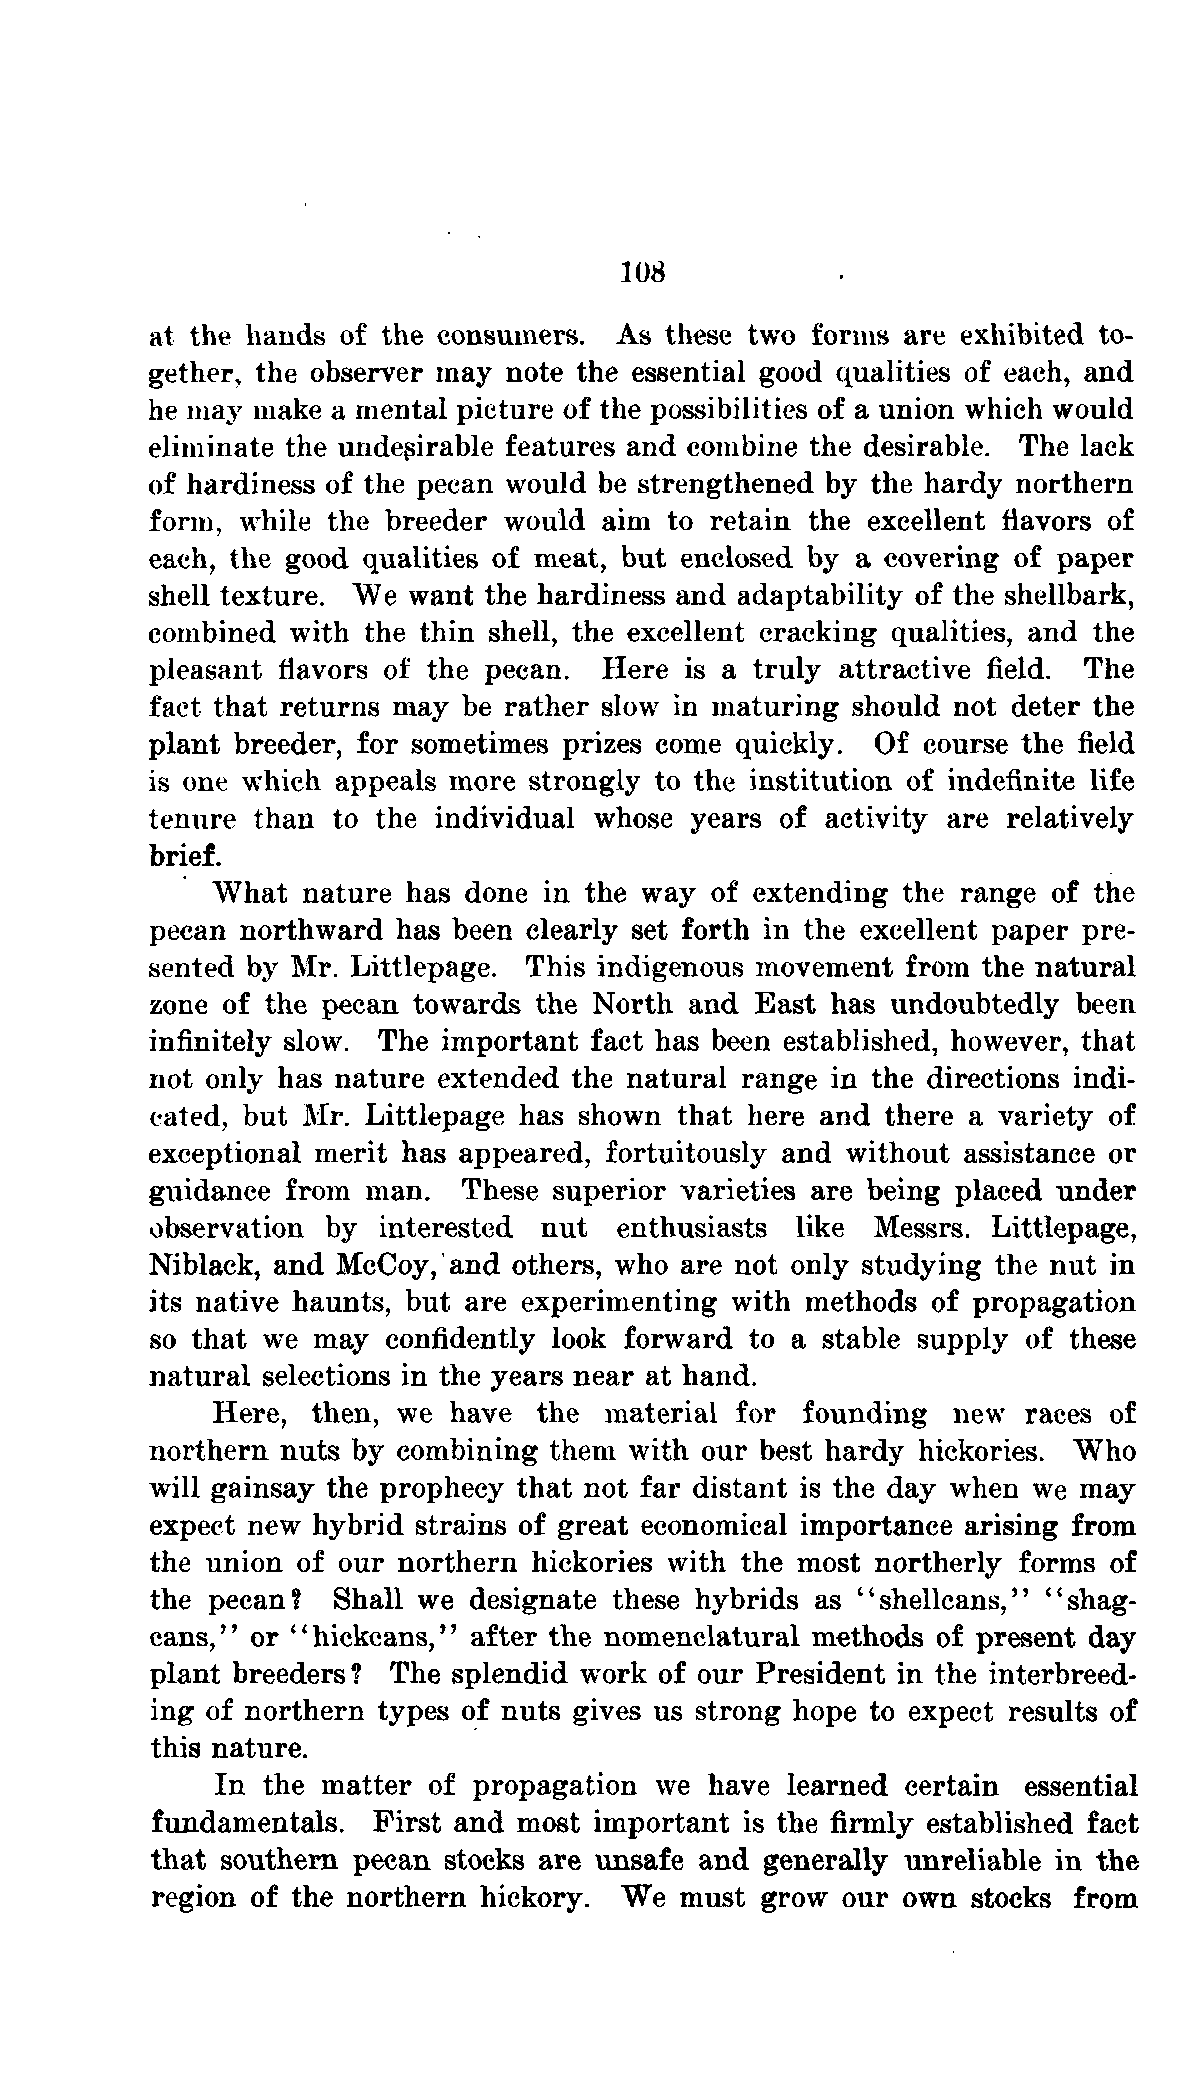 108
at the hands of the consumers. As these two forms are exhibited to-
gether, the observer may note the essential good qualities of each, and
he may make a mental picture of the possibilities of a union which would
eliminate the undesirable features and combine the desirable. The lack
of hardiness of the pecan would be strengthened by the hardy northern
form, while the breeder would aim to retain the excellent flavors of
each, the good qualities of meat, but enclosed by a covering of paper
shell texture. We want the hardiness and adaptability of the shellbark,
combined with the thin shell, the excellent cracking qualities, and the
pleasant flavors of the pecan. Here is a truly attractive field. The
fact that returns may be rather slow in maturing should not deter the
plant breeder, for sometimes prizes come quickly. Of course the field
is one which appeals more strongly to the institution of indefinite life
tenure than to the individual whose years of activity are relatively
brief.
What nature has done in the way of extending the range of the
pecan northward has been clearly set forth in the excellent paper pre-
sented by Mr. Littlepage. This indigenous movement from the natural
zone of the pecan towards the North and East has undoubtedly been
infinitely slow. The important fact has been established, however, that
not only has nature extended the natural range in the directions indi-
cated, but Mr. Littlepage has shown that here and there a variety of
exceptional merit has appeared, fortuitously and without assistance or
guidance from man. These superior varieties are being placed under
observation by interested nut enthusiasts like Messrs. Littlepage,
Niblack, and McCoy, and others, who are not only studying the nut in
its native haunts, but are experimenting with methods of propagation
so that we may confidently look forward to a stable supply of these
natural selections in the years near at hand.
Here, then, we have the material for founding new races of
northern nuts by combining them with our best hardy hickories. Who
will gainsay the prophecy that not far distant is the day when we may
expect new hybrid strains of great economical importance arising from
the union of our northern hickories with the most northerly forms of
the pecan? Shall we designate these hybrids as "shellcans," "shag-
cans," or "hickcans," after the nomenclatural methods of present day
plant breeders? The splendid work of our President in the interbreed-
ing of northern types of nuts gives us strong hope to expect results of
this nature.
In the matter of propagation we have learned certain essential
fundamentals. First and most important is the firmly established fact
that southern pecan stocks are unsafe and generally unreliable in the
region of the northern hickory. We must grow our own stocks from